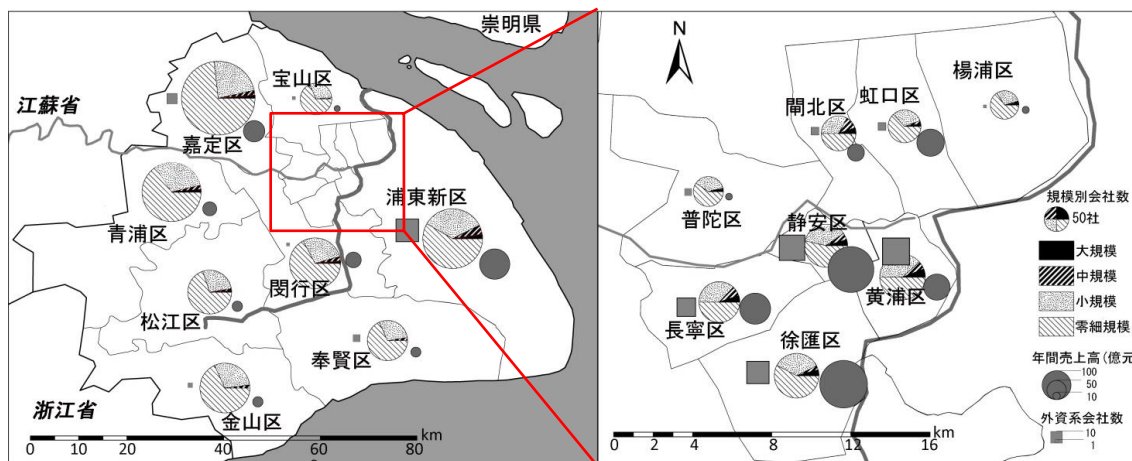 崇明県
宝山区
江蘇省
嘉定区
浦東新区
青浦区
閔行区
松江区
奉賢区
金山区
浙江省
km
0 20 40 60 80
N
楊浦区
虹口区
閘北区
普陀区
静安区
黄浦区
長寧区
徐匯区
km
0 2 4 8 12 16
規模別会社数
50社
大規模
中規模
小規模
零細規模
年間売上高(億元
100
50
10
外資系会社数
10
1